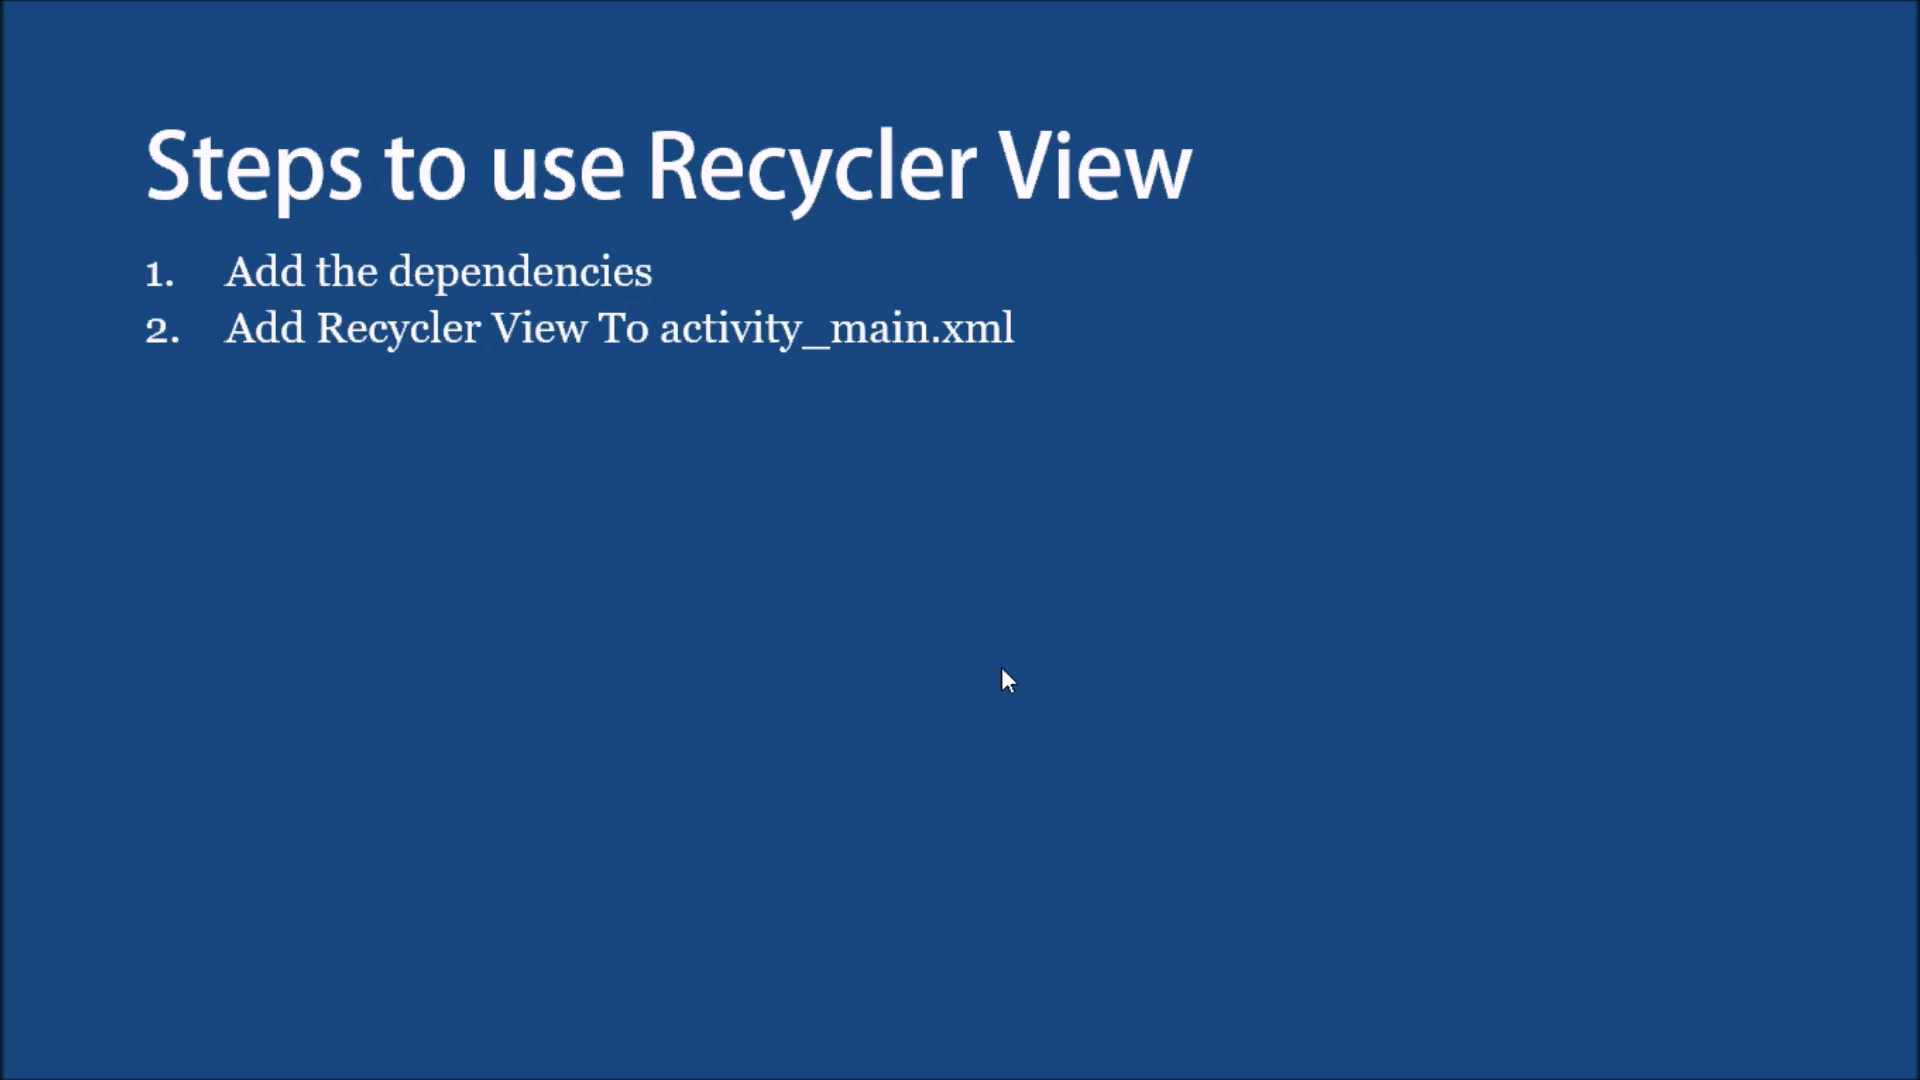 Steps to use Recycler View
1. Add the dependencies
2. Add Recycler View To activity_main.xml